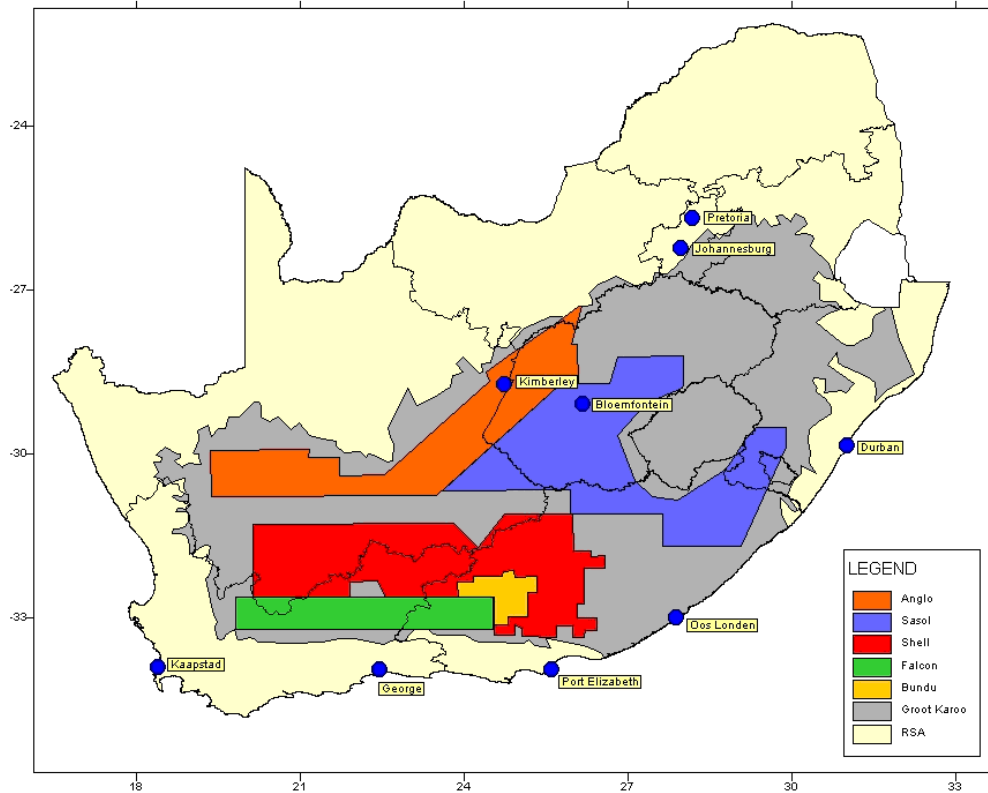 -24
-27
-30
-33
18
21
24
27
30
33
Pretoria
Johannesburg
Kimberley
Bloemfontein
Durban
Oos Londen
Kaapstad
George
Port Elizabeth
LEGEND
Anglo
Sasol
Shell
Falcon
Bundu
Groot Karoo
RSA